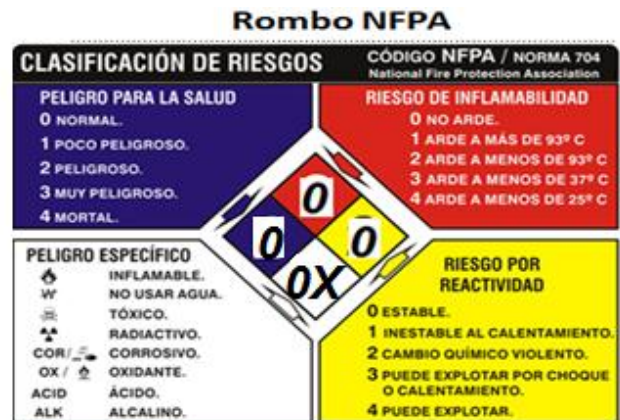 Rombo NFPA
CLASIFICACIÓN DE RIESGOS
CÓDIGO NFPA / NORMA 704
National Fire Protection Association
PELIGRO PARA LA SALUD
0 NORMAL.
1 POCO PELIGROSO.
2 PELIGROSO.
3 MUY PELIGROSO.
4 MORTAL.
RIESGO DE INFLAMABILIDAD
0 NO ARDE.
1 ARDE A MÁS DE 93º C
2 ARDE A MENOS DE 93º C
3 ARDE A MENOS DE 37º C
4 ARDE A MENOS DE 25º C
0
0 0
0X
PELIGRO ESPECÍFICO
INFLAMABLE.
W NO USAR AGUA.
TÓXICO.
RADIACTIVO.
COR/ CORROSIVO.
OX / OXIDANTE.
ACID ÁCIDO.
ALK ALCALINO.
RIESGO POR
REACTIVIDAD
0 ESTABLE.
1 INESTABLE AL CALENTAMIENTO.
2 CAMBIO QUÍMICO VIOLENTO.
3 PUEDE EXPLOTAR POR CHOQUE
O CALENTAMIENTO.
4 PUEDE EXPLOTAR.